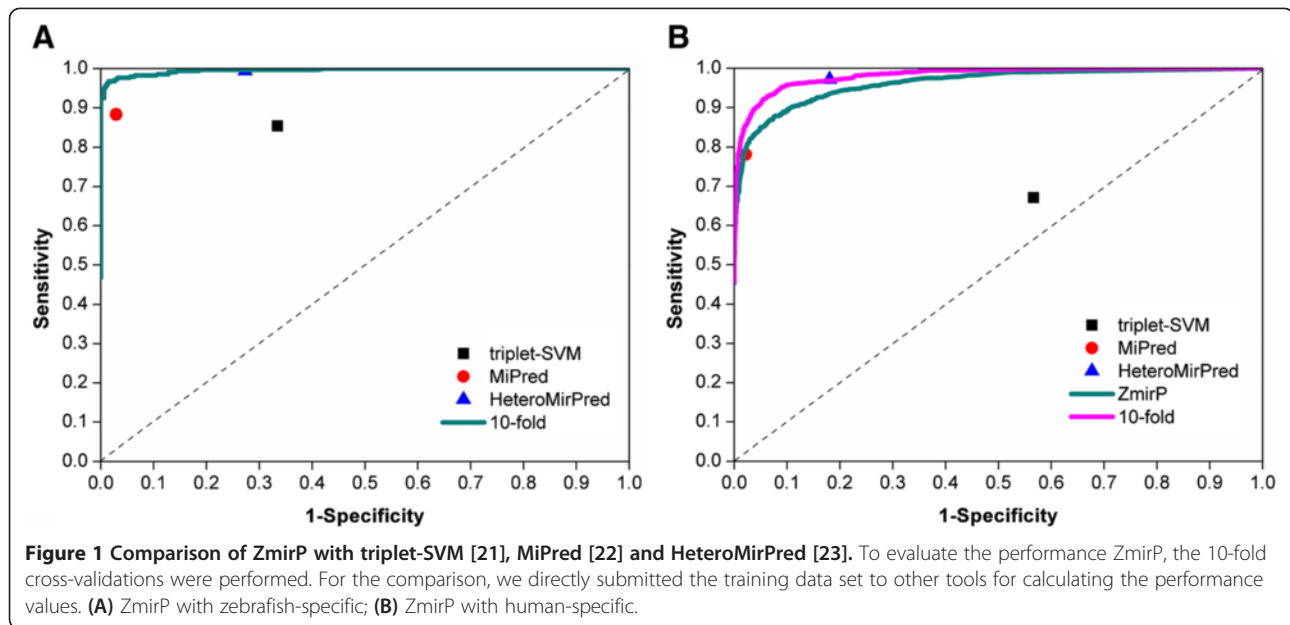 A
1.0
0.9
0.8
0.7
0.6
0.5
0.4
0.3
0.2
0.1
0.0
Sensitivity
triplet-SVM
MiPred
HeteroMirPred
10-fold
0.0 0.1 0.2 0.3 0.4 0.5 0.6 0.7 0.8 0.9 1.0
1-Specificity
B
1.0
0.9
0.8
0.7
0.6
0.5
0.4
0.3
0.2
0.1
0.0
Sensitivity
triplet-SVM
MiPred
HeteroMirPred
ZmirP
10-fold
0.0 0.1 0.2 0.3 0.4 0.5 0.6 0.7 0.8 0.9 1.0
1-Specificity
Figure 1 Comparison of ZmirP with triplet-SVM [21], MiPred [22] and HeteroMirPred [23]. To evaluate the performance ZmirP, the 10-fold
cross-validations were performed. For the comparison, we directly submitted the training data set to other tools for calculating the performance
values. (A) ZmirP with zebrafish-specific; (B) ZmirP with human-specific.